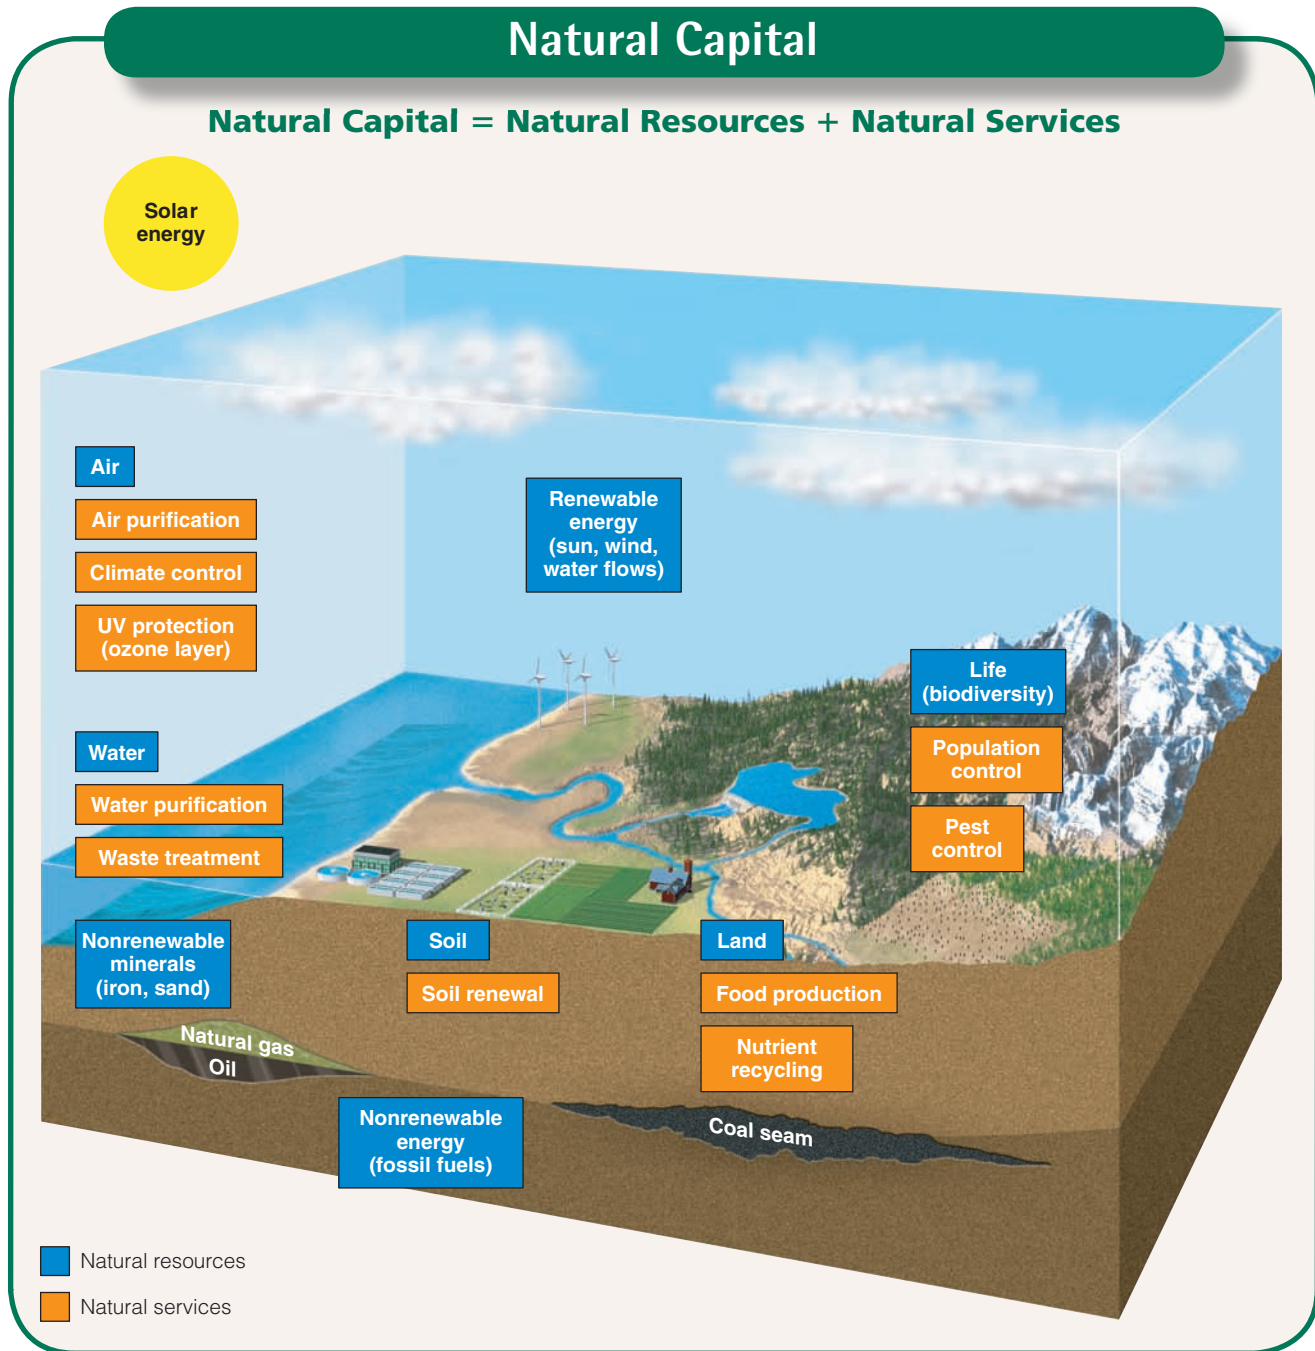 Natural Capital
Natural Capital = Natural Resources + Natural Services
Solar
energy
Air
Air purification
Climate control
UV protection
(ozone layer)
Renewable
energy
(sun, wind,
water flows)
Life
(biodiversity)
Population
control
Pest
control
Water
Water purification
Waste treatment
Nonrenewable
minerals
(iron, sand)
Soil
Soil renewal
Land
Food production
Nutrient
recycling
Natural gas
Oil
Nonrenewable
energy
(fossil fuels)
Coal seam
Natural resources
Natural services